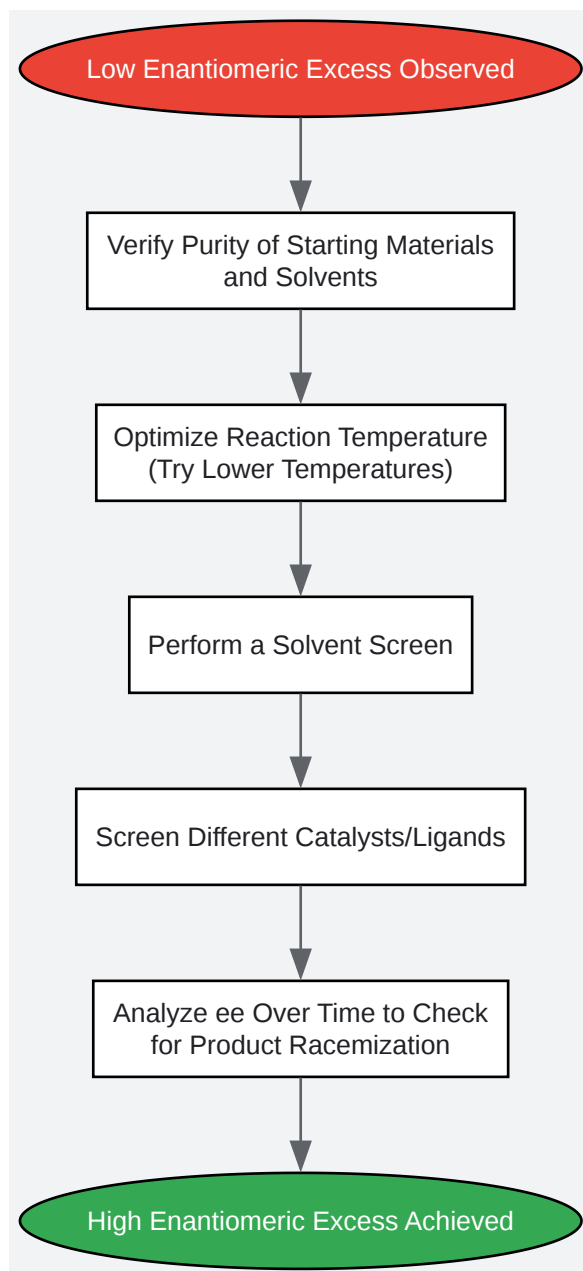 Low Enantiomeric Excess Observed
Verify Purity of Starting Materials
and Solvents
Optimize Reaction Temperature
(Try Lower Temperatures)
Perform a Solvent Screen
Screen Different Catalysts/Ligands
Analyze ee Over Time to Check
for Product Racemization
High Enantiomeric Excess Achieved